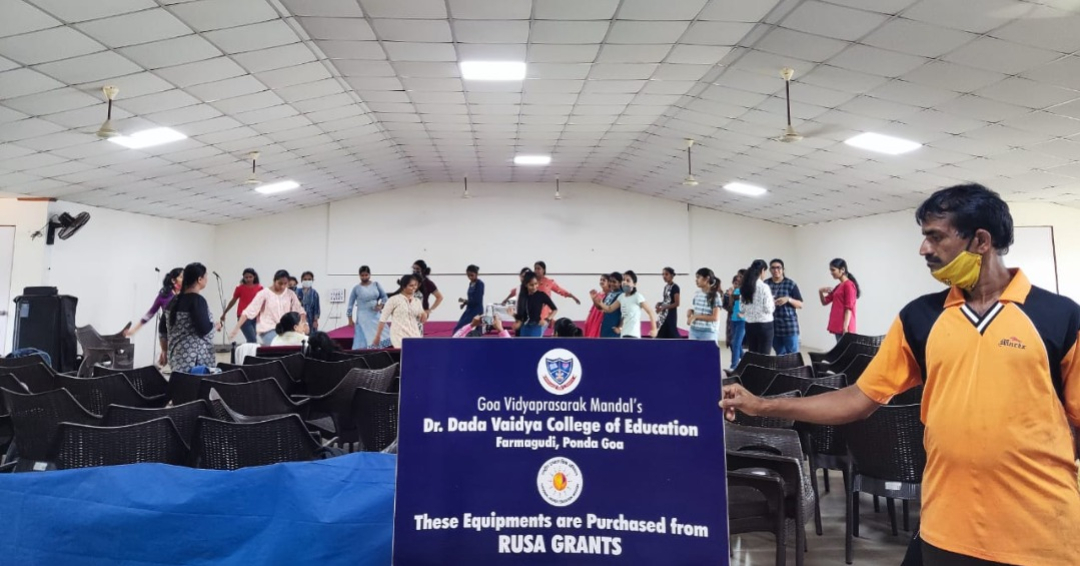 Goa Vidyaprasarak Mandal's
Dr. Dada Vaidya College of Education
Farmagudi, Ponda Goa
These Equipments are Purchased from
RUSA GRANTS